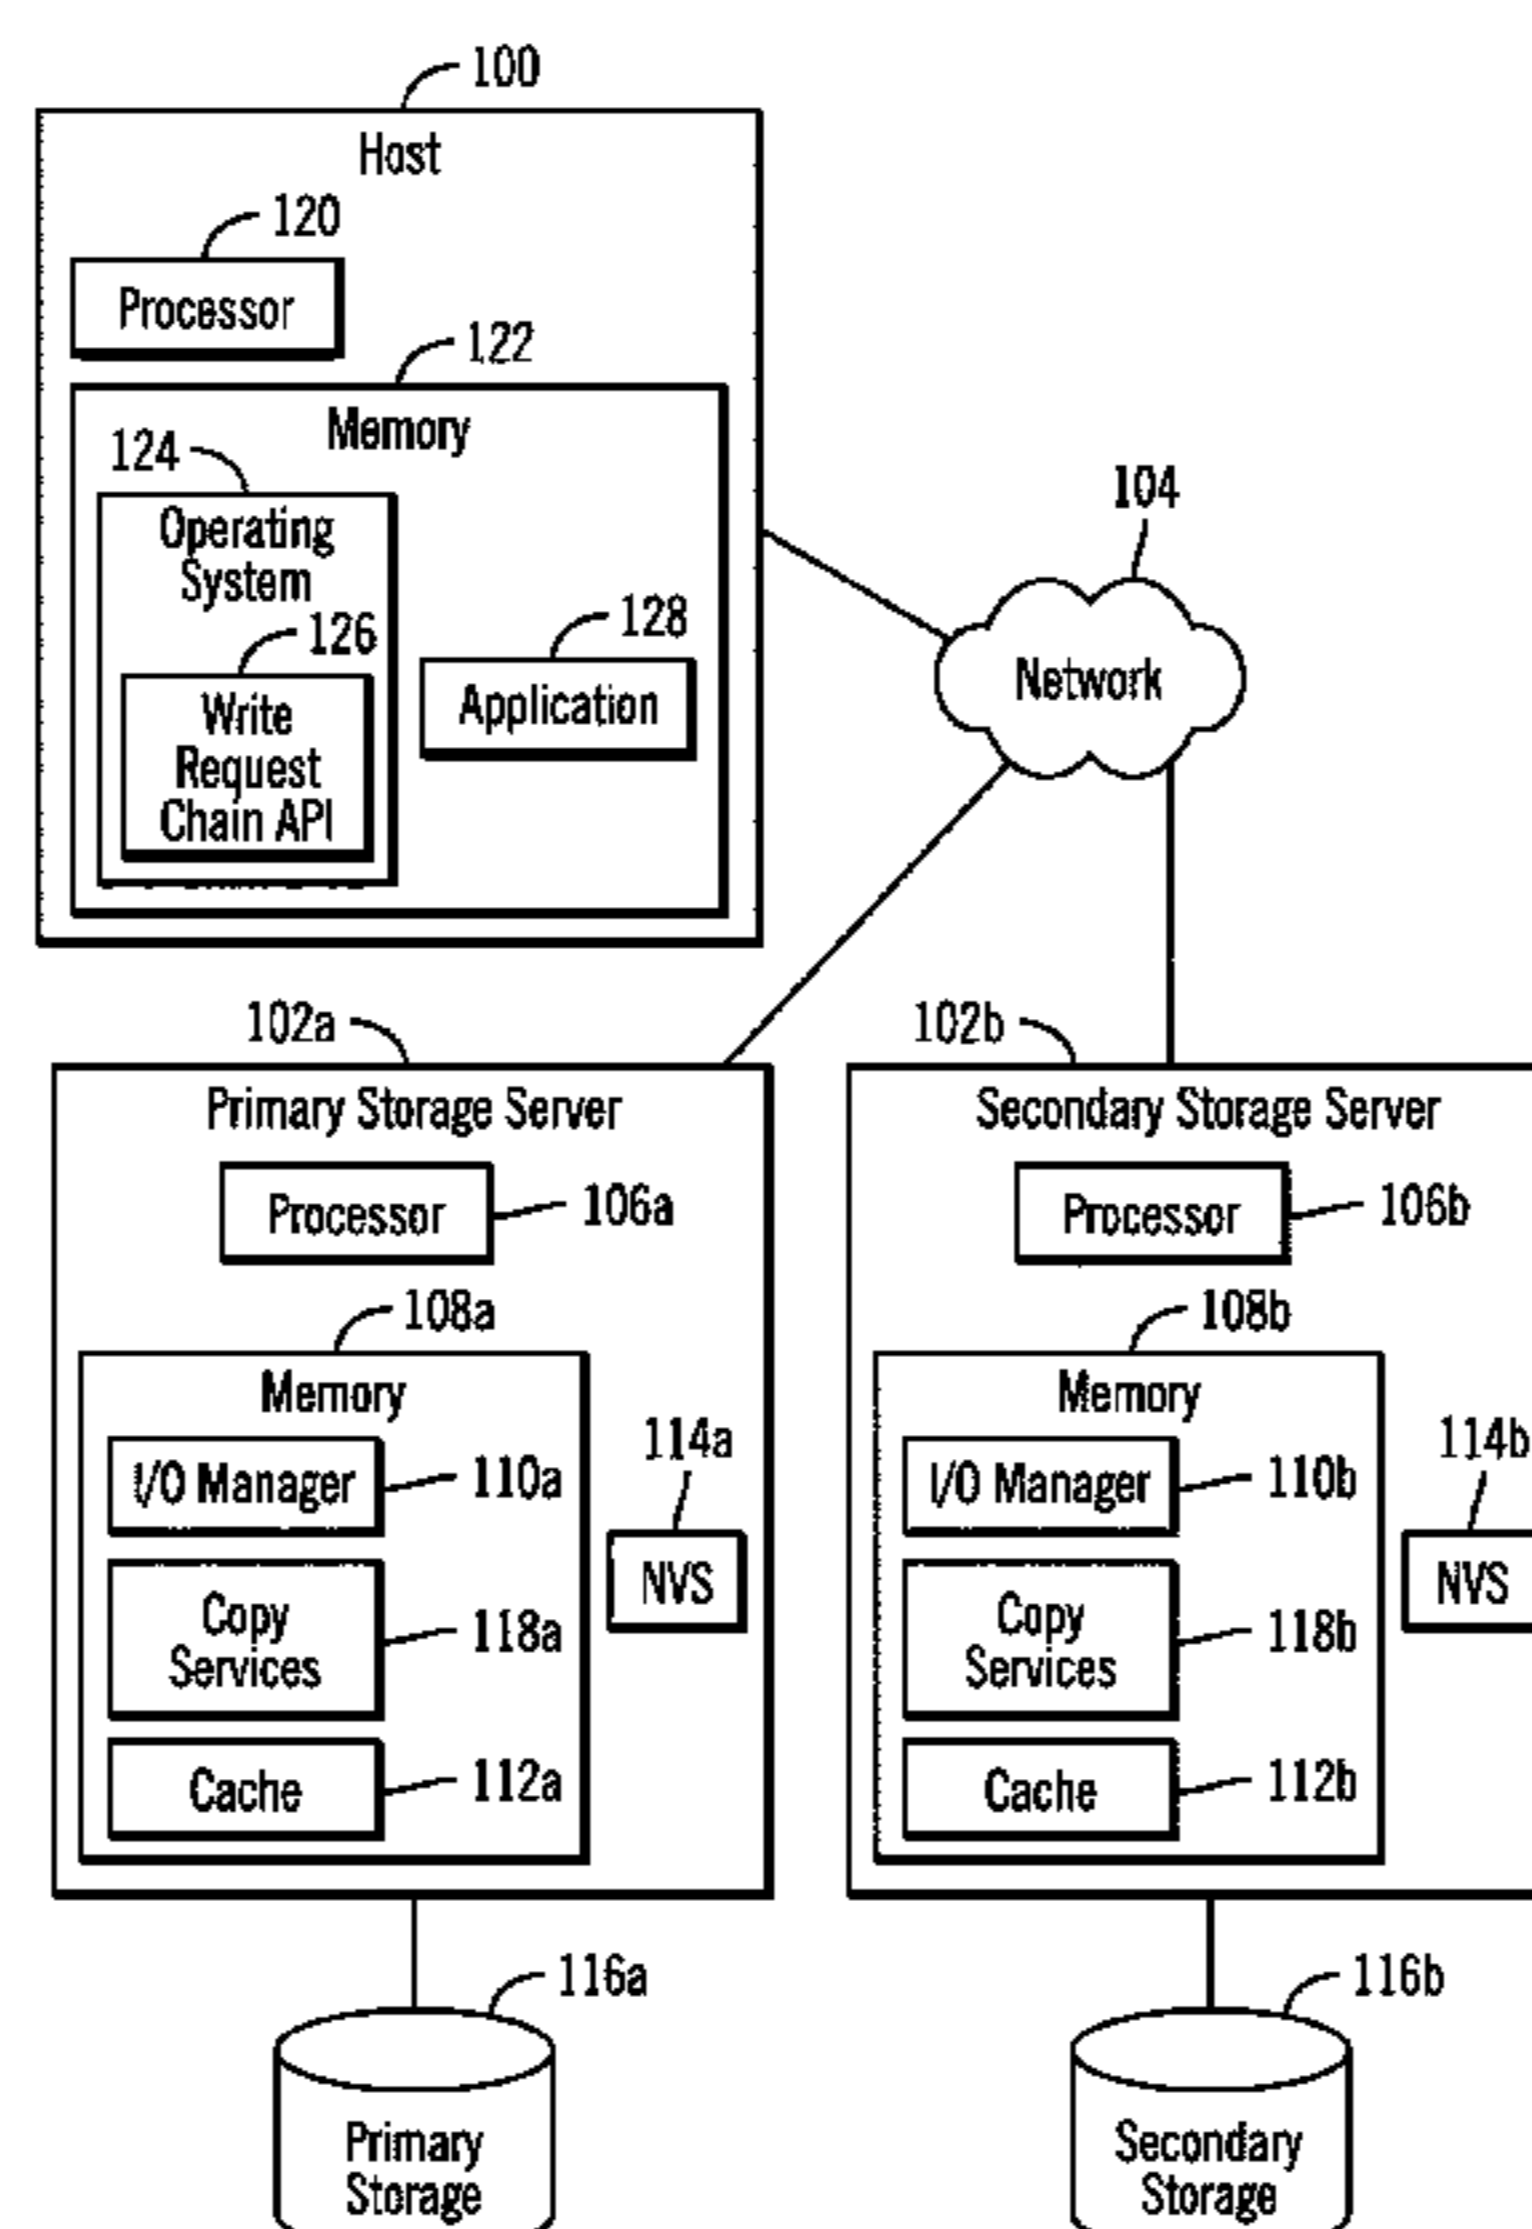 100
Host
120
Processor
122
Memory
124
Operating
System
126
Write
Request
Chain API
128
Application
104
Network
102a
Primary Storage Server
Processor
106a
108a
Memory
I/O Manager
110a
Copy
Services
118a
Cache
112a
114a
NVS
116a
Primary
Storage
102b
Secondary Storage Server
Processor
106b
108b
Memory
I/O Manager
110b
Copy
Services
118b
Cache
112b
114b
NVS
116b
Secondary
Storage